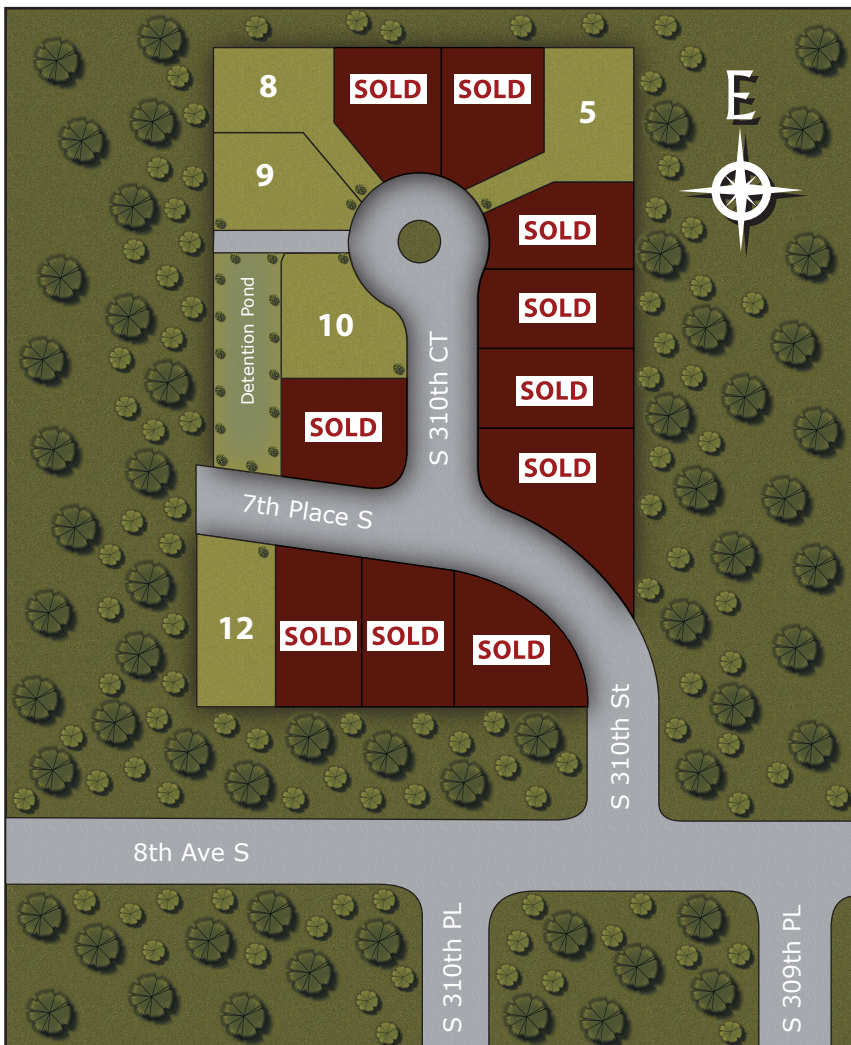 8
SOLD
SOLD
5
E
9
SOLD
Detention Pond
10
SOLD
S 310th CT
SOLD
SOLD
SOLD
7th Place S
12
SOLD
SOLD
SOLD
S 310th St
8th Ave S
S 310th PL
S 309th PL